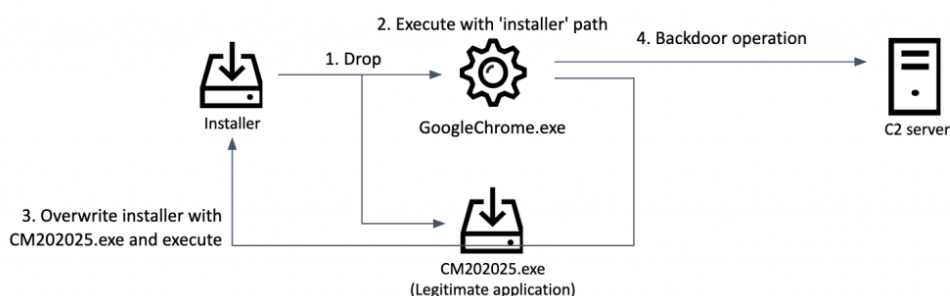 2. Execute with 'installer' path
4. Backdoor operation
1. Drop
Installer
GoogleChrome.exe
C2 server
3. Overwrite installer with
CM202025.exe and execute
CM202025.exe
(Legitimate application)